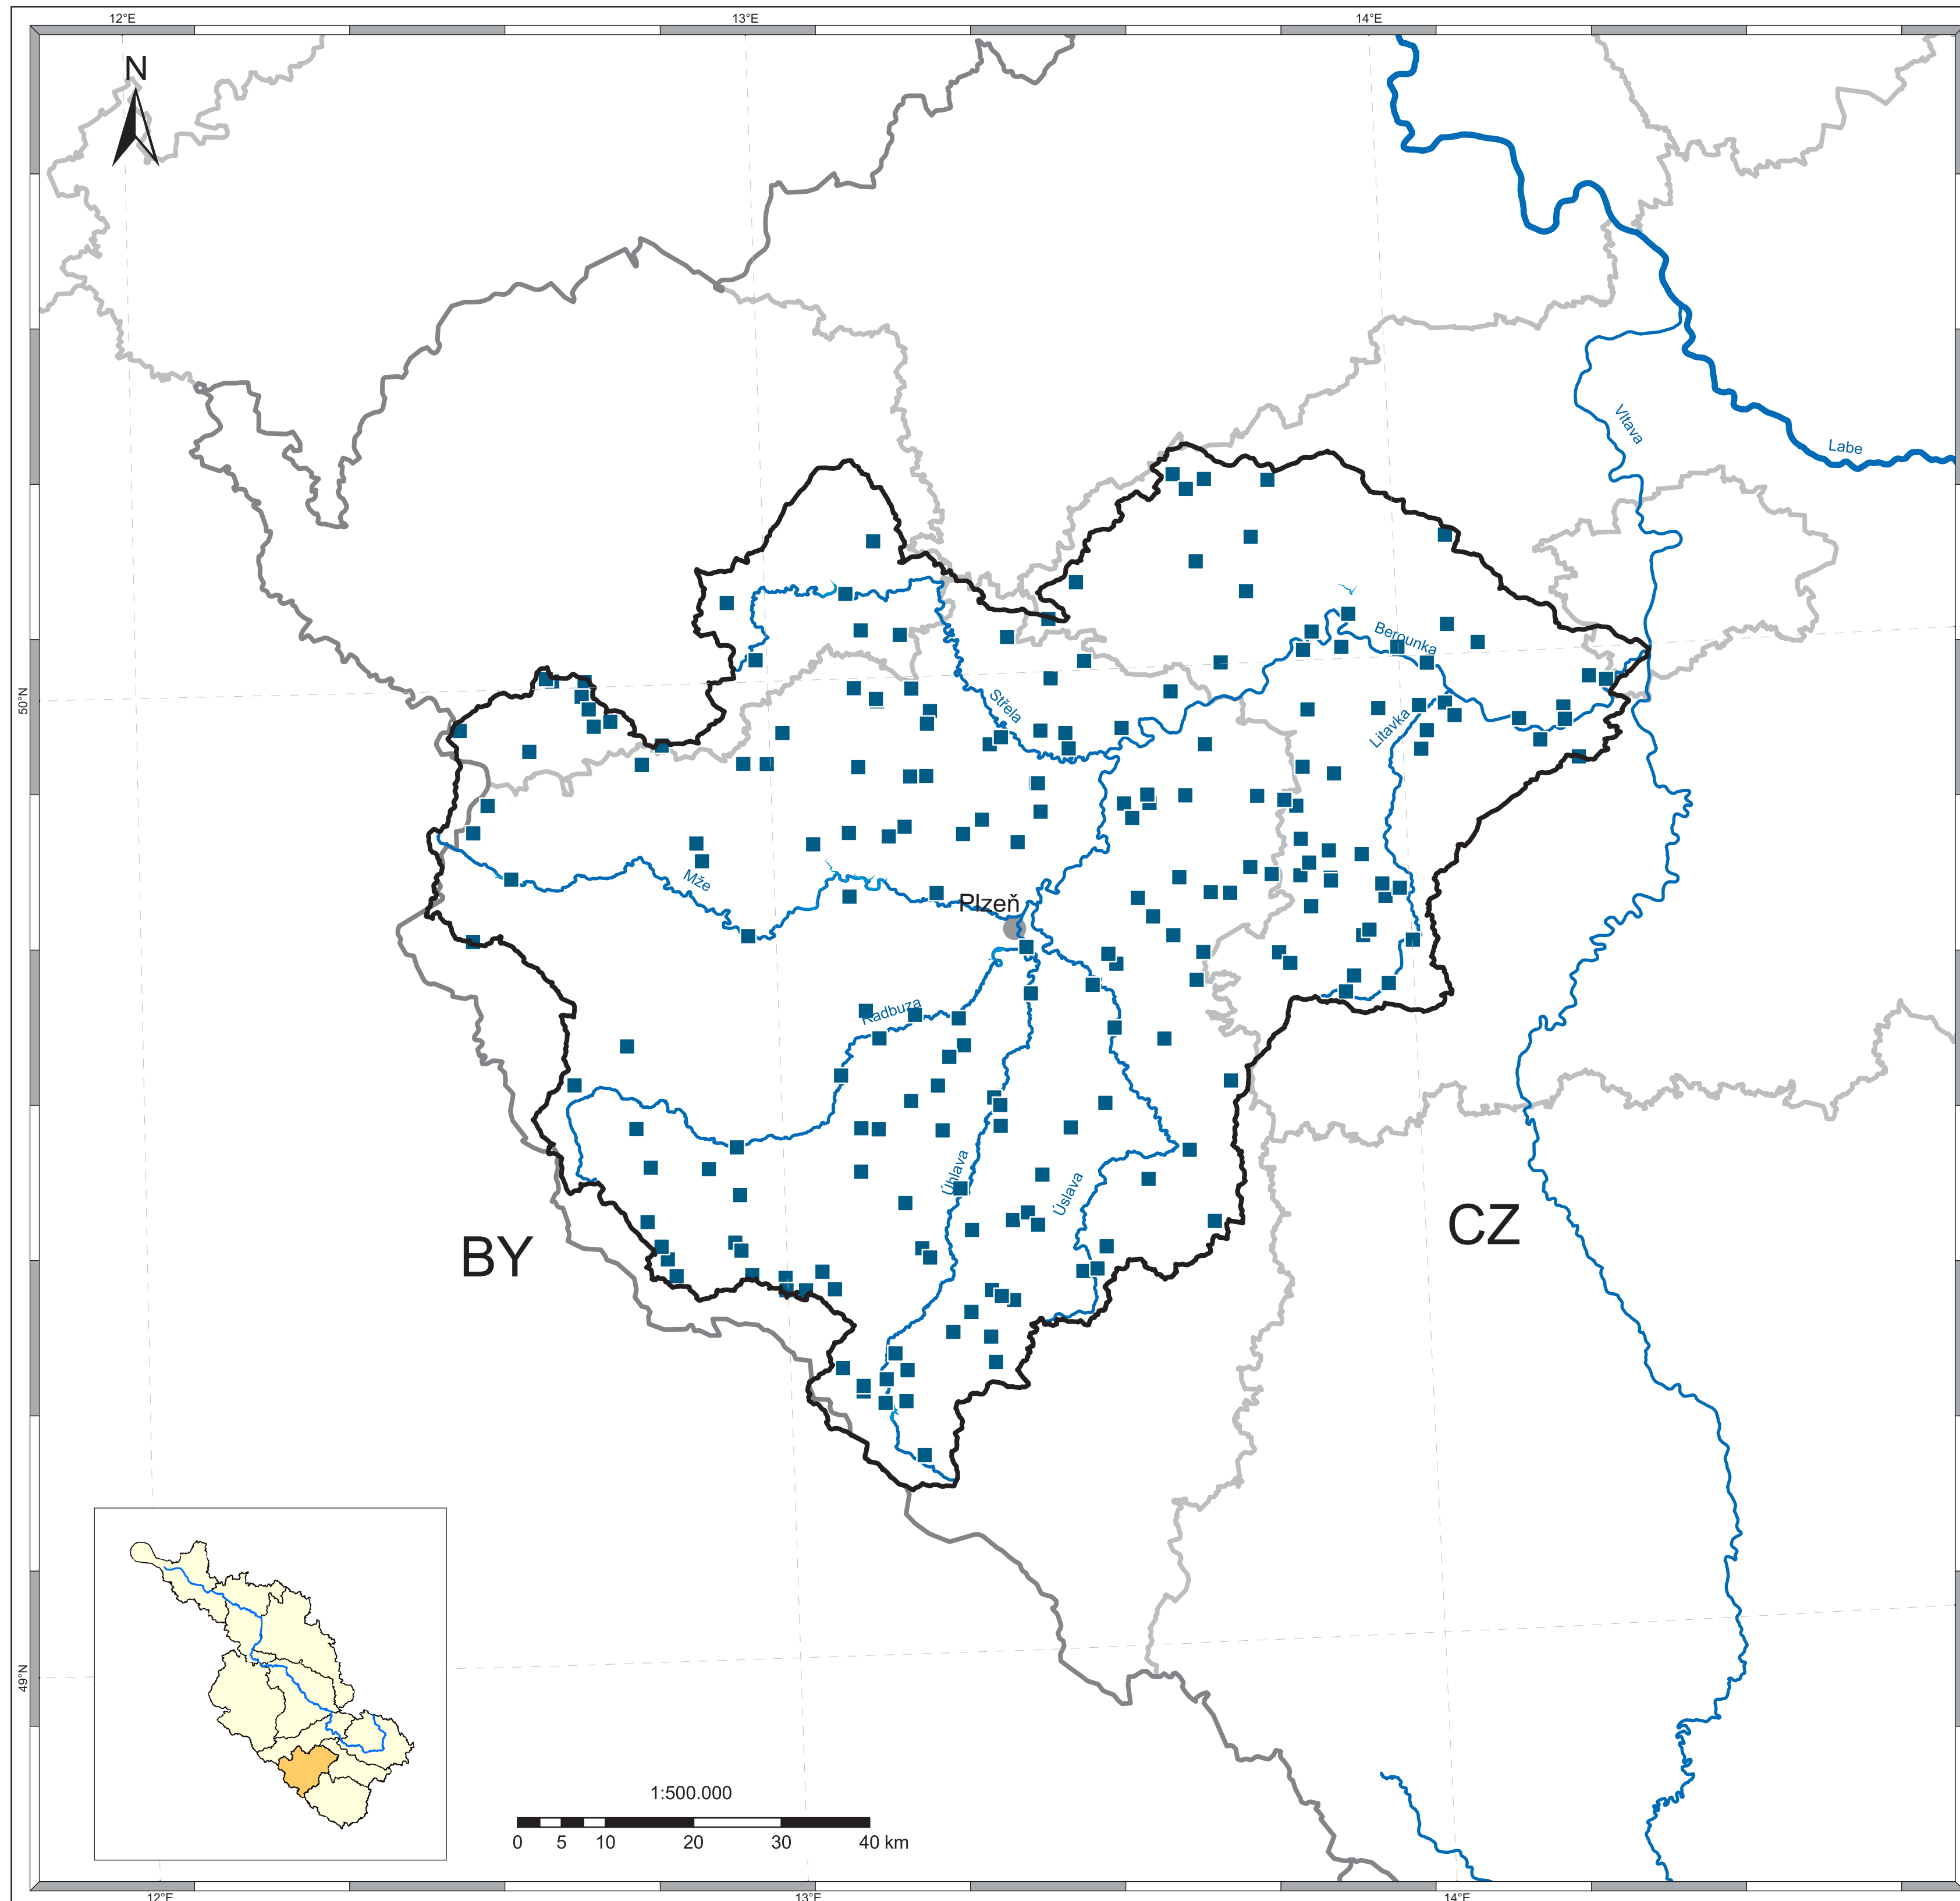 12°E
13°E
14°E
N
Vltava
Labe
Berounka
50°N
Střela
Litavka
Mže
Plzeň
Radbuza
Úhlava
Úslava
BY
CZ
49°N
1:500.000
0 5 10 20 30 40 km
12°E
13°E
14°E